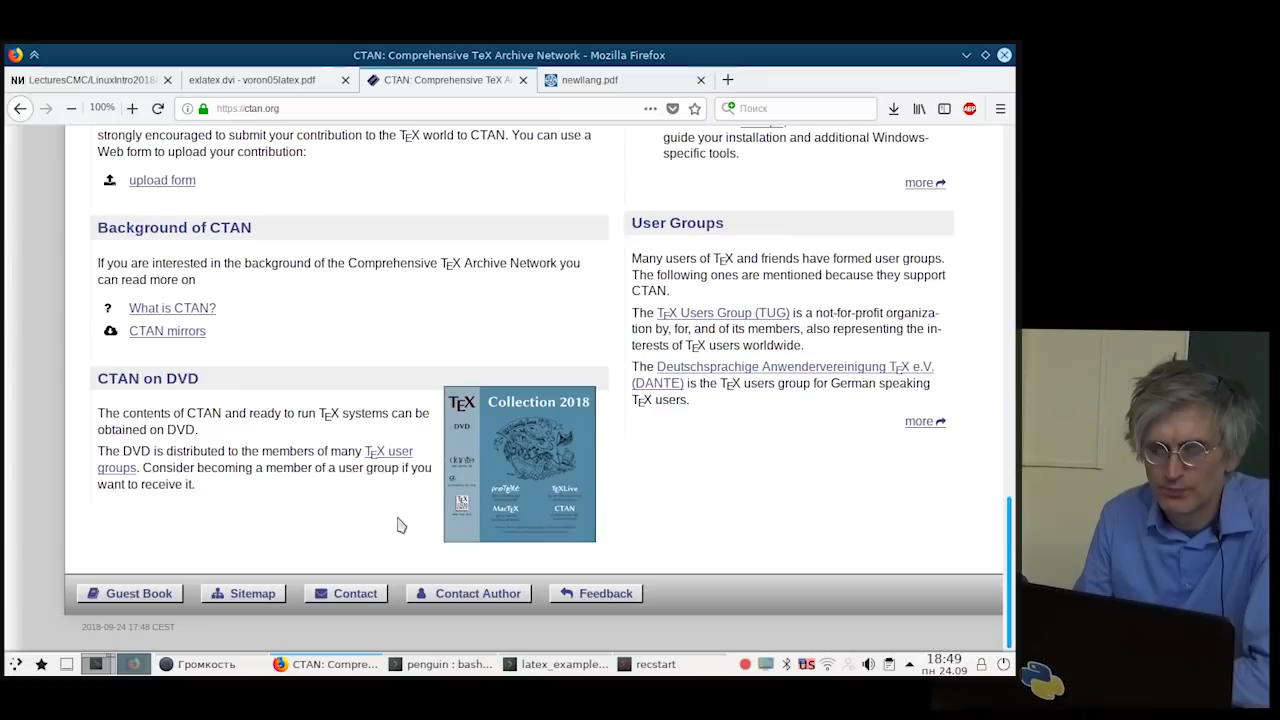 CTAN: Comprehensive TeX Archive Network - Mozilla Firefox
LecturesCMC/LinuxIntro2018
exlatex.dvi - voron05latex.pdf
CTAN: Comprehensive TeX A
newllang.pdf
100%
https://ctan.org
Поиск
ABP
strongly encouraged to submit your contribution to the TEX world to CTAN. You can use a
Web form to upload your contribution:
upload form
Background of CTAN
If you are interested in the background of the Comprehensive TEX Archive Network you
can read more on
? What is CTAN?
CTAN mirrors
CTAN on DVD
The contents of CTAN and ready to run TEX systems can be
obtained on DVD.
The DVD is distributed to the members of many TEX user
groups. Consider becoming a member of a user group if you
want to receive it.
TEX
Collection 2018
DVD
dante
proTEXt
TEXLive
MacTEX
CTAN
guide your installation and additional Windows-
specific tools.
more
User Groups
Many users of TEX and friends have formed user groups.
The following ones are mentioned because they support
CTAN.
The TEX Users Group (TUG) is a not-for-profit organiza-
tion by, for, and of its members, also representing the in-
terests of TEX users worldwide.
The Deutschsprachige Anwendervereinigung TEX e.V.
(DANTE) is the TEX users group for German speaking
TEX users.
more
Guest Book
Sitemap
Contact
Contact Author
Feedback
2018-09-24 17:48 CEST
Громкость
CTAN: Compre...
penguin : bash...
latex_example...
recstart
US
18:49
пн 24.09